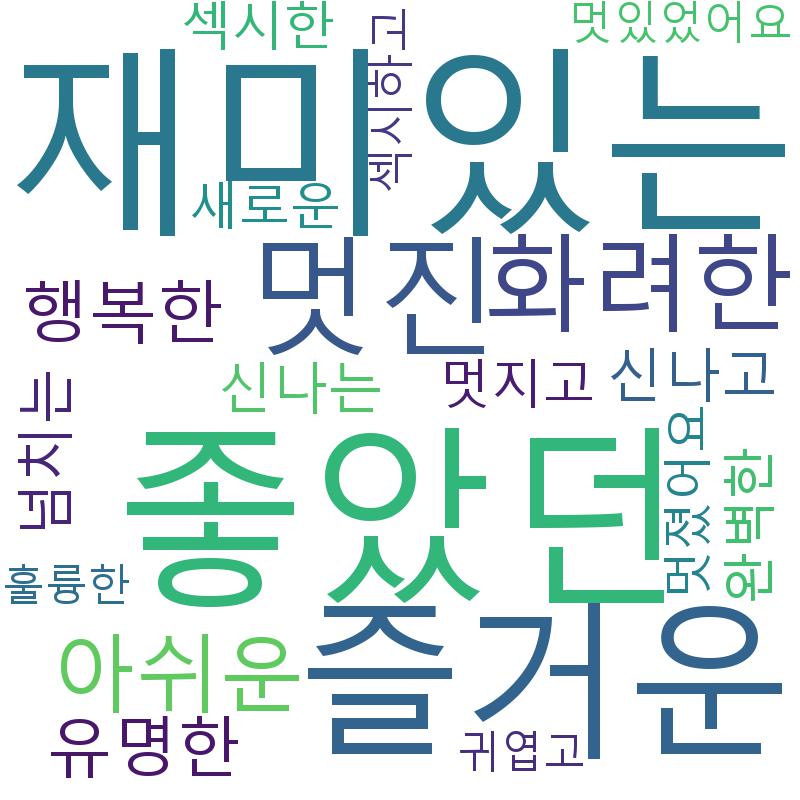 섹시한
멋있었어요
섹시하고
재미있는
새로운
멋진
화려한
행복한
신나는
멋지고
신나고
넘치는
좋았던
멋졌어요
완벽한
훌륭한
아쉬운
즐거운
유명한
귀엽고